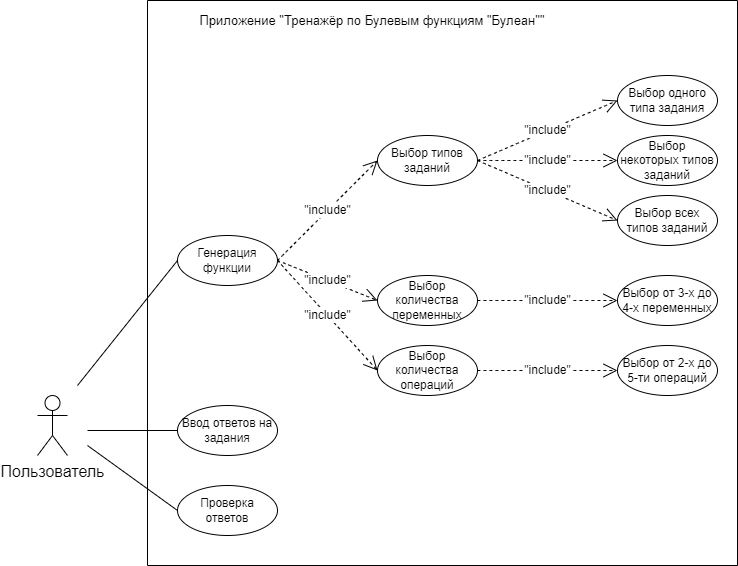 Приложение "Тренажёр по Булевым функциям "Булеан""
Выбор одного
типа задания
"include"
Выбор типов
заданий
"include"
Выбор
некоторых типов
заданий
"include"
Выбор всех
типов заданий
"include"
Генерация
функции
"include"
Выбор
количества
переменных
"include"
Выбор от 3-х до
4-х переменных
"include"
Выбор
количества
операций
"include"
Выбор от 2-х до
5-ти операций
Ввод ответов на
задания
Пользователь
Проверка
ответов